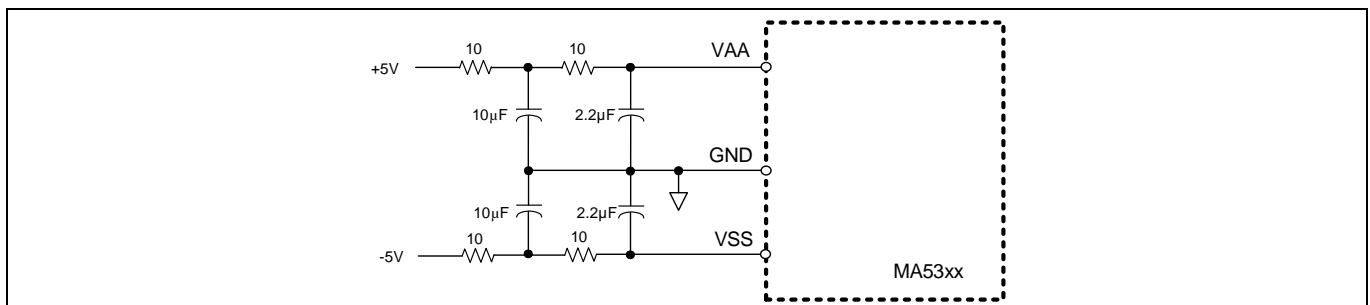 10 10 VAA
+5V
10µF 2.2µF
GND
10µF 2.2µF
10 10 VSS
-5V
MA53xx